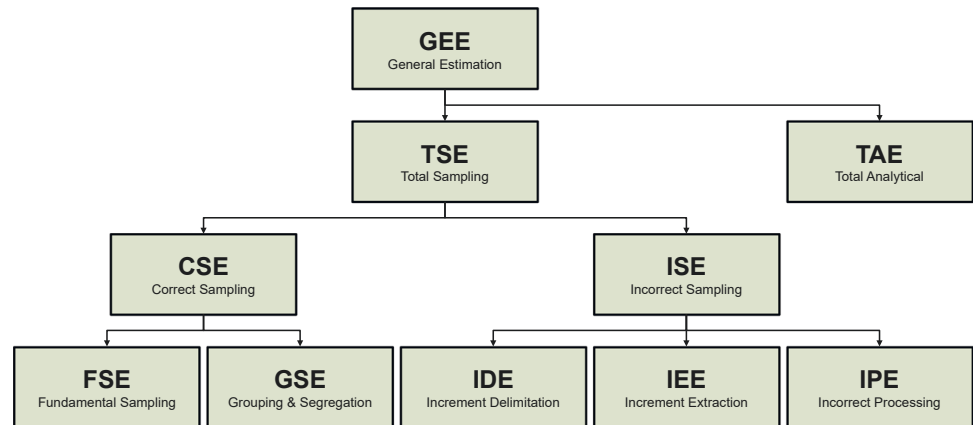 GEE
General Estimation
TSE
Total Sampling
TAE
Total Analytical
CSE
Correct Sampling
ISE
Incorrect Sampling
FSE
Fundamental Sampling
GSE
Grouping & Segregation
IDE
Increment Delimitation
IEE
Increment Extraction
IPE
Incorrect Processing